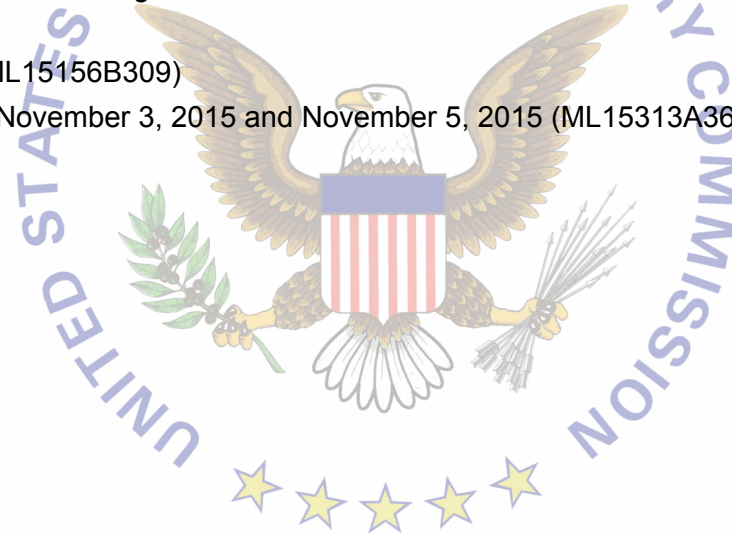 ML15156B309)
November 3, 2015 and November 5, 2015 (ML15313A36
UNITED STATES
Y COMMISSION